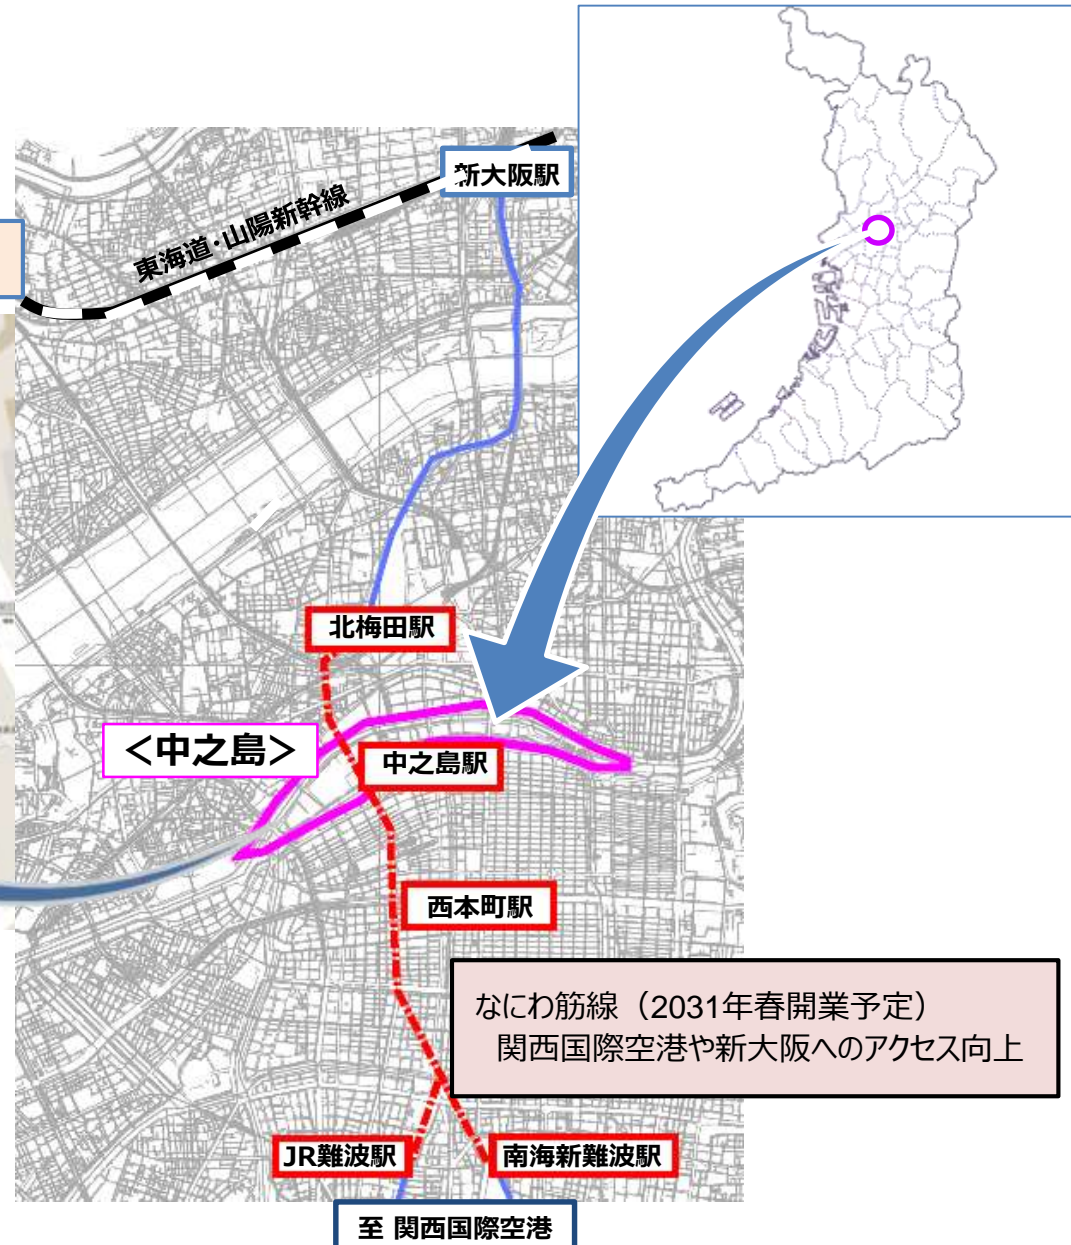 新大阪駅
東海道・山陽新幹線
北梅田駅
＜中之島＞
中之島駅
西本町駅
なにわ筋線（2031年春開業予定）
関西国際空港や新大阪へのアクセス向上
JR難波駅
南海新難波駅
至 関西国際空港